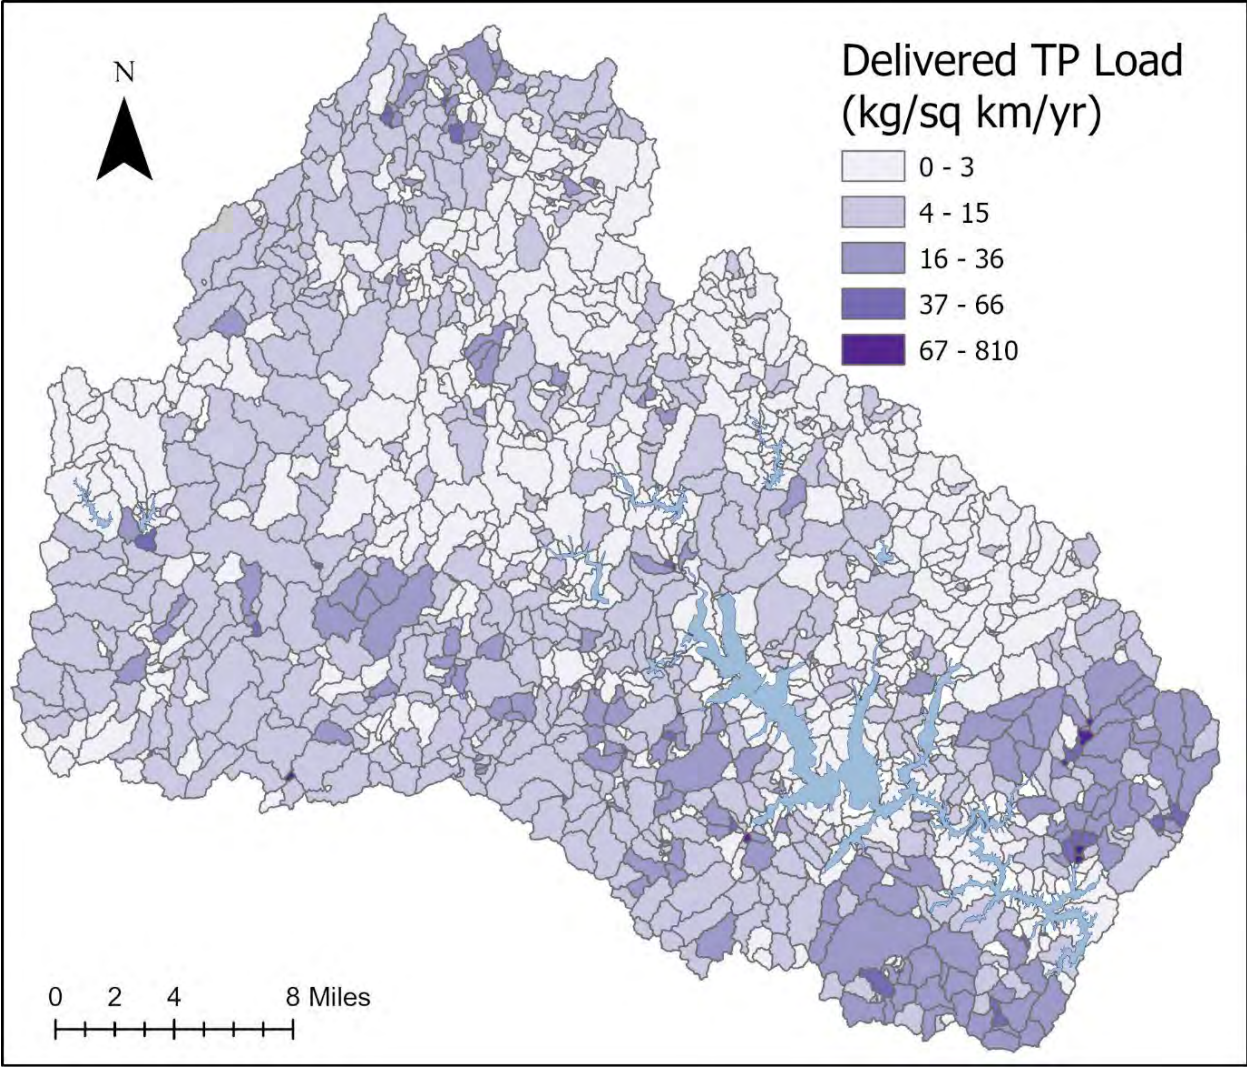 N
Delivered TP Load
(kg/sq km/yr)
0 - 3
4 - 15
16 - 36
37 - 66
67 - 810
0 2 4 8 Miles